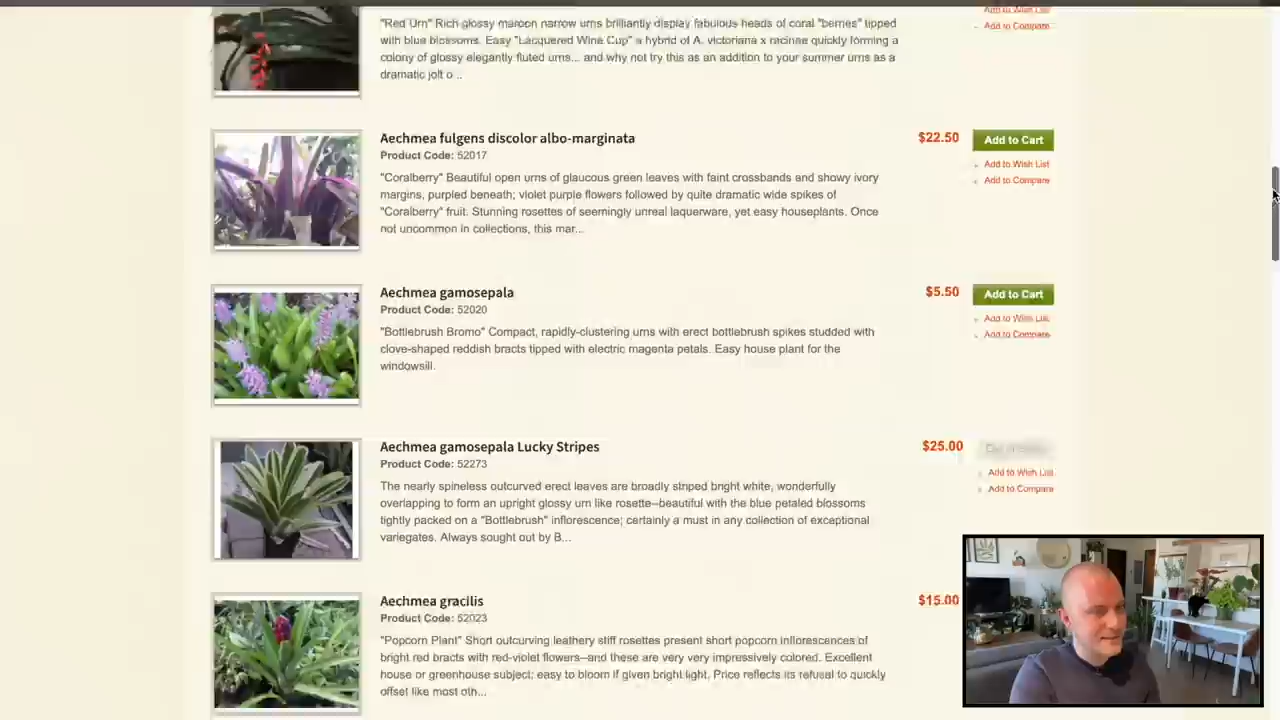 Add to Wish List
Add to Compare
"Red Urn" Rich glossy maroon narrow urns brilliantly display fabulous heads of coral "berries" tipped
with blue blossoms. Easy "Lacquered Wine Cup" a hybrid of A. victoriana x racinae quickly forming a
colony of glossy elegantly fluted urns... and why not try this as an addition to your summer urns as a
dramatic jolt o ..
Aechmea fulgens discolor albo-marginata
$22.50
Add to Cart
Product Code: 52017
Add to Wish List
Add to Compare
"Coralberry" Beautiful open urns of glaucous green leaves with faint crossbands and showy ivory
margins, purpled beneath; violet purple flowers followed by quite dramatic wide spikes of
"Coralberry" fruit. Stunning rosettes of seemingly unreal laquerware, yet easy houseplants. Once
not uncommon in collections, this mar...
Aechmea gamosepala
$5.50
Add to Cart
Product Code: 52020
Add to Wish List
Add to Compare
"Bottlebrush Bromo" Compact, rapidly-clustering urns with erect bottlebrush spikes studded with
clove-shaped reddish bracts tipped with electric magenta petals. Easy house plant for the
windowsill.
Aechmea gamosepala Lucky Stripes
$25.00
Product Code: 52273
Add to Wish List
Add to Compare
The nearly spineless outcurved erect leaves are broadly striped bright white, wonderfully
overlapping to form an upright glossy urn like rosette–beautiful with the blue petaled blossoms
tightly packed on a "Bottlebrush" inflorescence; certainly a must in any collection of exceptional
variegates. Always sought out by B...
Aechmea gracilis
$15.00
Product Code: 52023
"Popcorn Plant" Short outcurving leathery stiff rosettes present short popcorn inflorescences of
bright red bracts with red-violet flowers–and these are very very impressively colored. Excellent
house or greenhouse subject; easy to bloom if given bright light. Price reflects its refusal to quickly
offset like most oth...